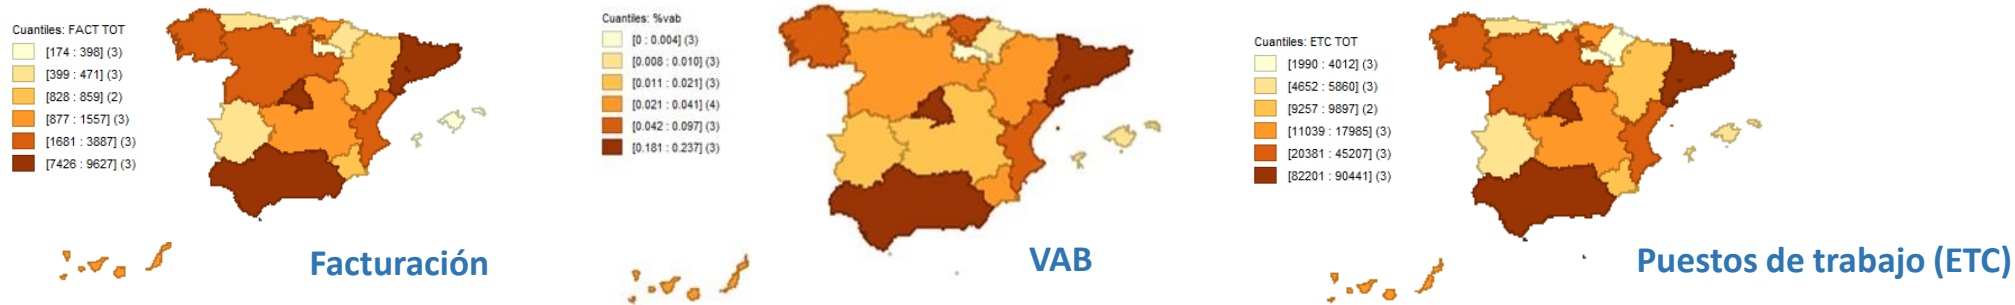 Cuantiles: FACT TOT
[174 : 398] (3)
[399 : 471] (3)
[828 : 859] (2)
[877 : 1557] (3)
[1681 : 3887] (3)
[7426 : 9627] (3)
Facturación
Cuantiles: %vab
[0 : 0.004] (3)
[0.008 : 0.010] (3)
[0.011 : 0.021] (3)
[0.021 : 0.041] (4)
[0.042 : 0.097] (3)
[0.181 : 0.237] (3)
VAB
Cuantiles: ETC TOT
[1990 : 4012] (3)
[4652 : 5860] (3)
[9257 : 9897] (2)
[11039 : 17985] (3)
[20381 : 45207] (3)
[82201 : 90441] (3)
Puestos de trabajo (ETC)